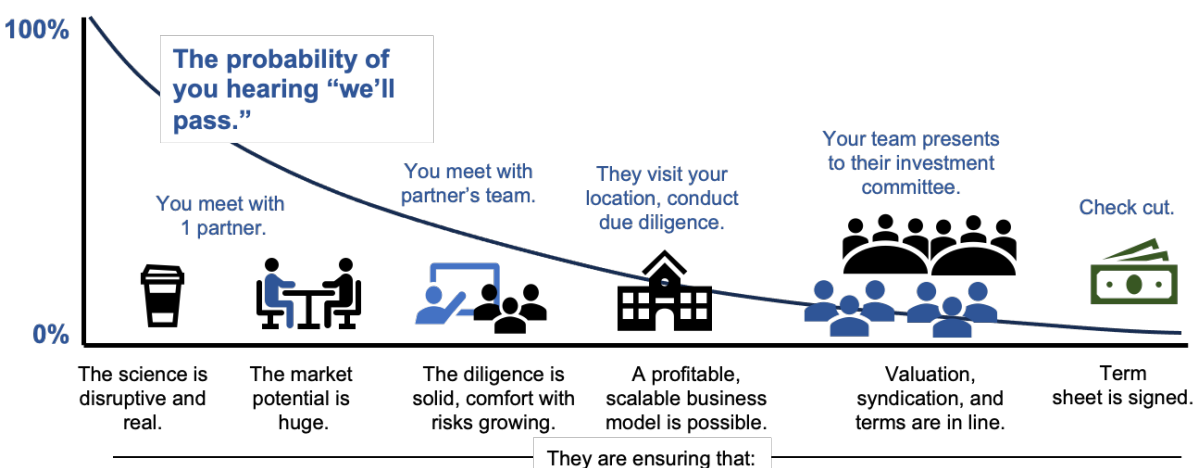 100%
The probability of
you hearing “we’ll
pass.”
You meet with
1 partner.
You meet with
partner’s team.
They visit your
location, conduct
due diligence.
Your team presents
to their investment
committee.
Check cut.
0%
The science is
disruptive and
real.
The market
potential is
huge.
The diligence is
solid, comfort with
risks growing.
A profitable,
scalable business
model is possible.
Valuation,
syndication, and
terms are in line.
Term
sheet is signed.
They are ensuring that: